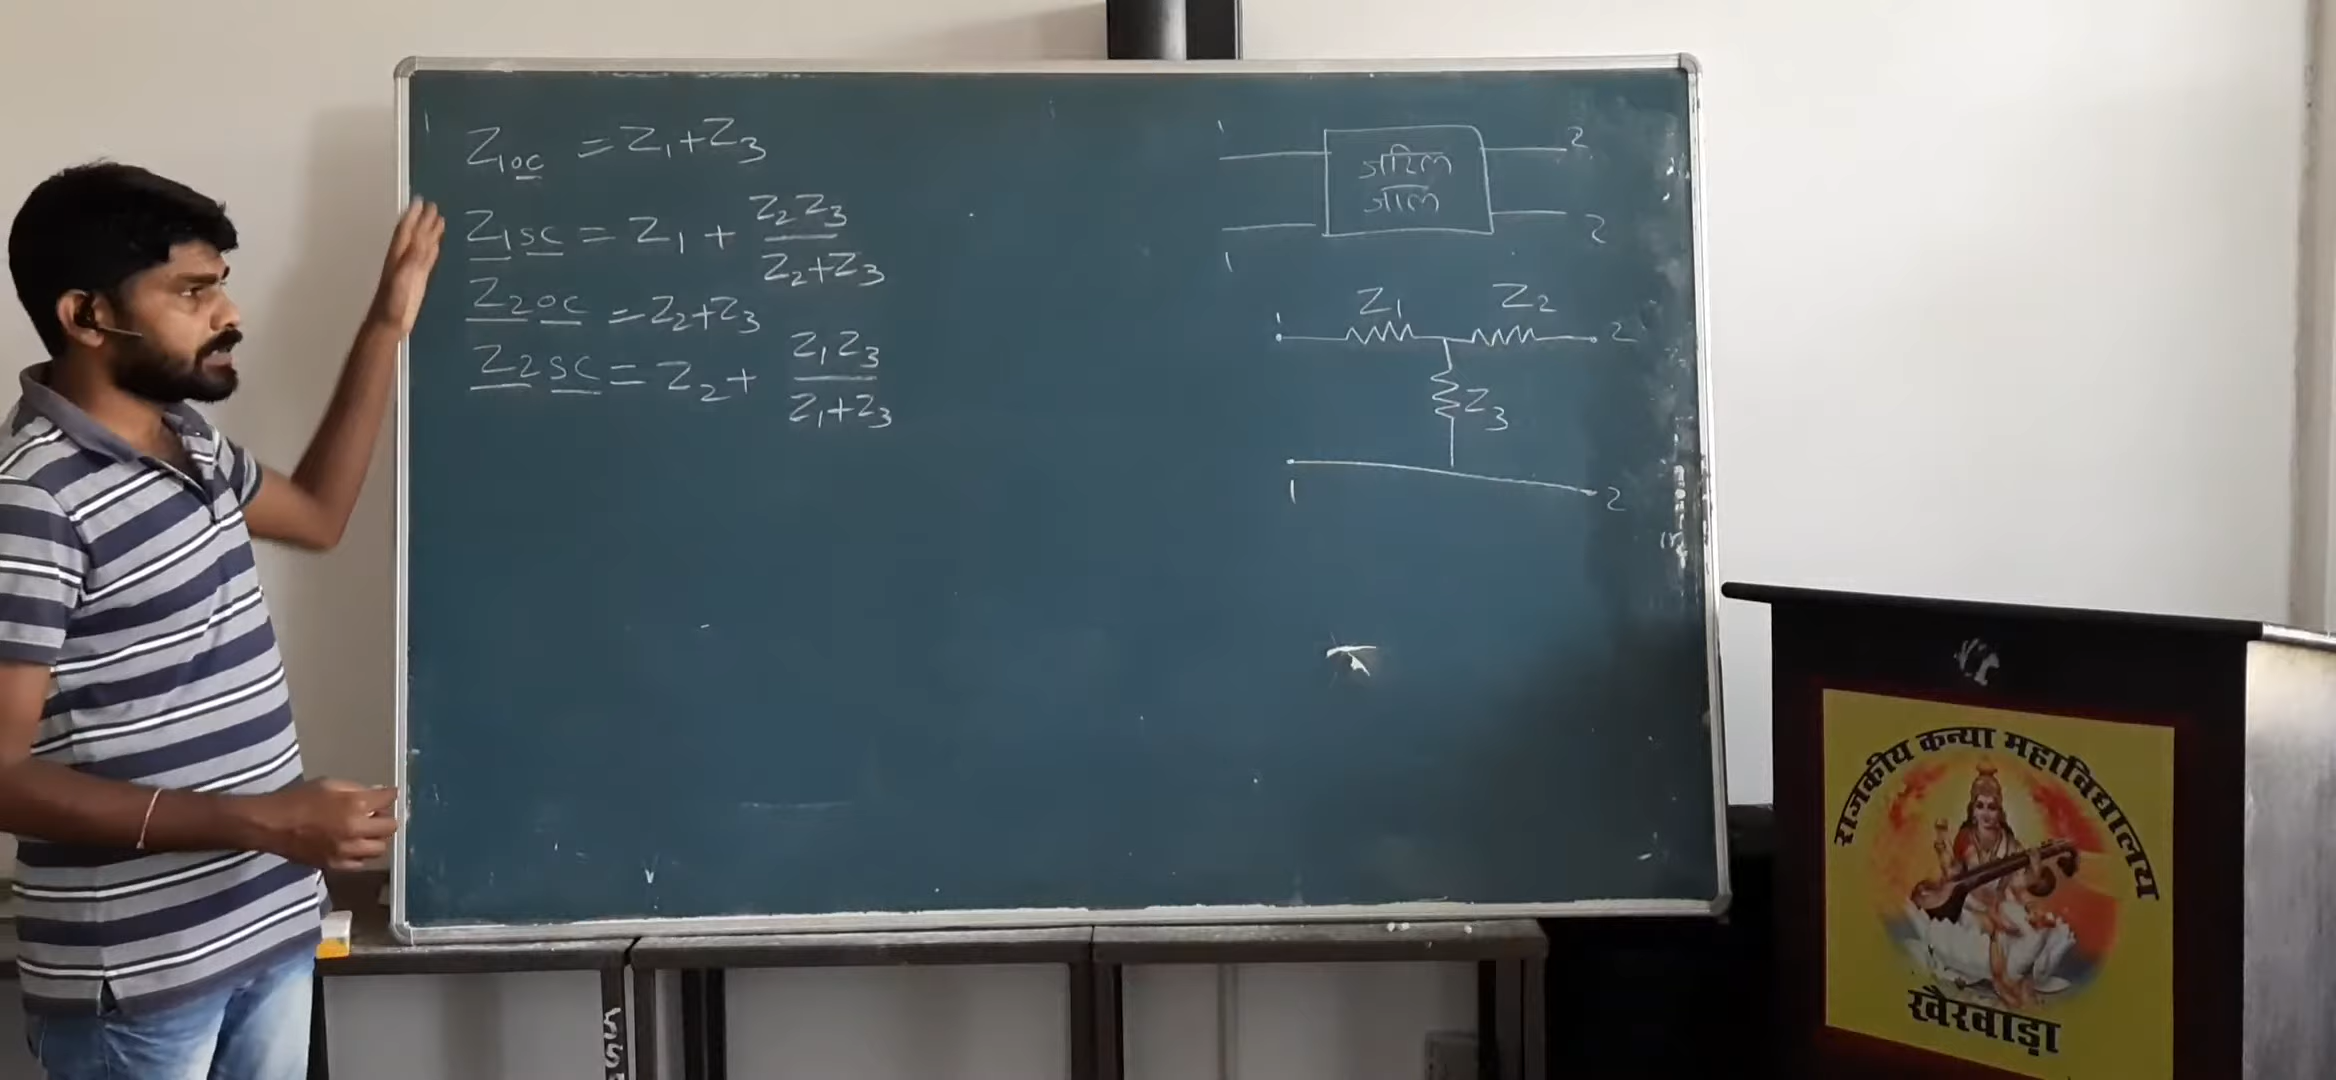 Z₁oc = Z₁+Z₃
Z₁sc = Z₁ + Z₂Z₃/Z₂+Z₃
Z₂oc = Z₂+Z₃
Z₂sc = Z₂ + Z₁Z₃/Z₁+Z₃
1 2
जटिल
जाल
1 2
Z₁ Z₂
1 2
Z₃
1 2
राजकीय कन्या महाविद्यालय
खैरवाड़ा